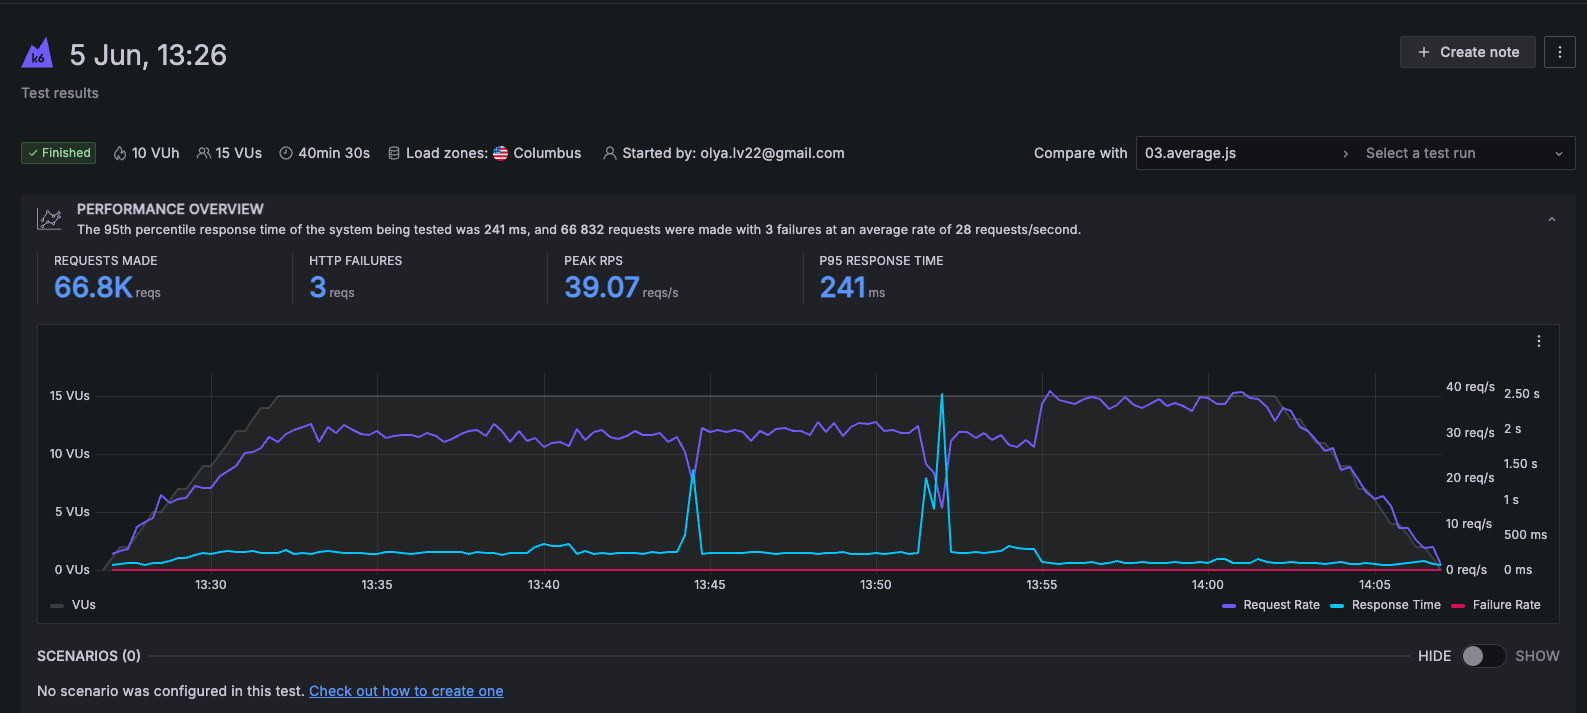 k6
5 Jun, 13:26
+ Create note
Test results
Finished 10 VUh 15 VUs 40min 30s Load zones: Columbus Started by: olya.lv22@gmail.com Compare with 03.average.js Select a test run
PERFORMANCE OVERVIEW
The 95th percentile response time of the system being tested was 241 ms, and 66 832 requests were made with 3 failures at an average rate of 28 requests/second.
REQUESTS MADE HTTP FAILURES PEAK RPS P95 RESPONSE TIME
66.8K reqs 3 reqs 39.07 reqs/s 241 ms
15 VUs 40 req/s 2.50 s
30 req/s 2 s
10 VUs 1.50 s
20 req/s 1 s
5 VUs 10 req/s
500 ms
0 VUs 0 req/s 0 ms
13:30 13:35 13:40 13:45 13:50 13:55 14:00 14:05
VUs Request Rate Response Time Failure Rate
SCENARIOS (0) HIDE SHOW
No scenario was configured in this test. Check out how to create one